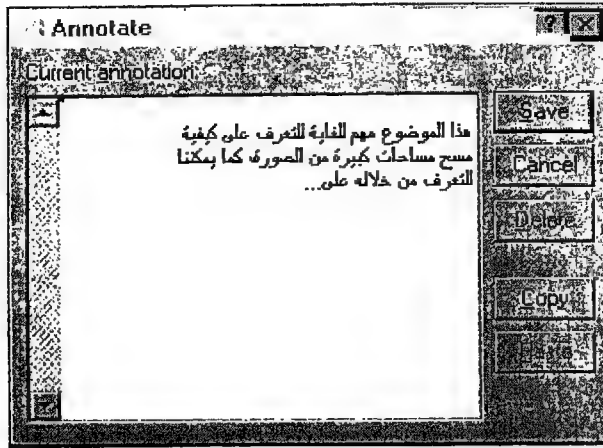 Annotate
Current annotation:
هذا الموضوع مهم للغاية للتعرف على كيفية
مسح مساحات كبيرة من الصورة كما يمكننا
التعرف من خلاله على...
Save
Cancel
Delete
Copy
Paste